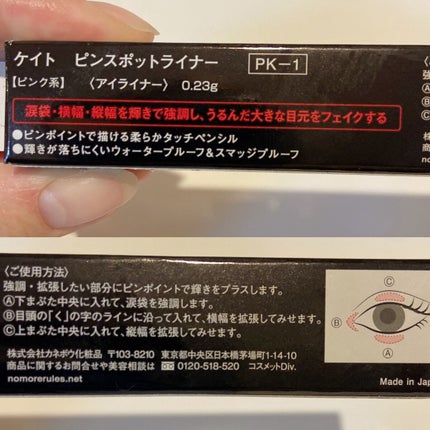 ケイト ピンスポットライナー PK-1
【ピンク系】 〈アイライナー〉 0.23g
涙袋・横幅・縦幅を輝きで強調し、うるんだ大きな目元をフェイクする
●ピンポイントで描ける柔らかタッチペンシル
●輝きが落ちにくいウォータープルーフ&スマッジプルーフ
〈ご使用方法〉
強調・拡張したい部分にピンポイントで輝きをプラスします。
Ⓐ下まぶた中央に入れて、涙袋を強調します。
Ⓑ目頭の「く」の字のラインに沿って入れて、横幅を拡張してみせます。
Ⓒ上まぶた中央に入れて、縦幅を拡張してみせます。
株式会社カネボウ化粧品 〒103-8210 東京都中央区日本橋茅場町1-14-10
商品に関するお問合せや美容相談は 0120-518-520 コスメットDiv.
nomorerules.net
Ⓒ
Ⓑ
Ⓐ
Made in Jap